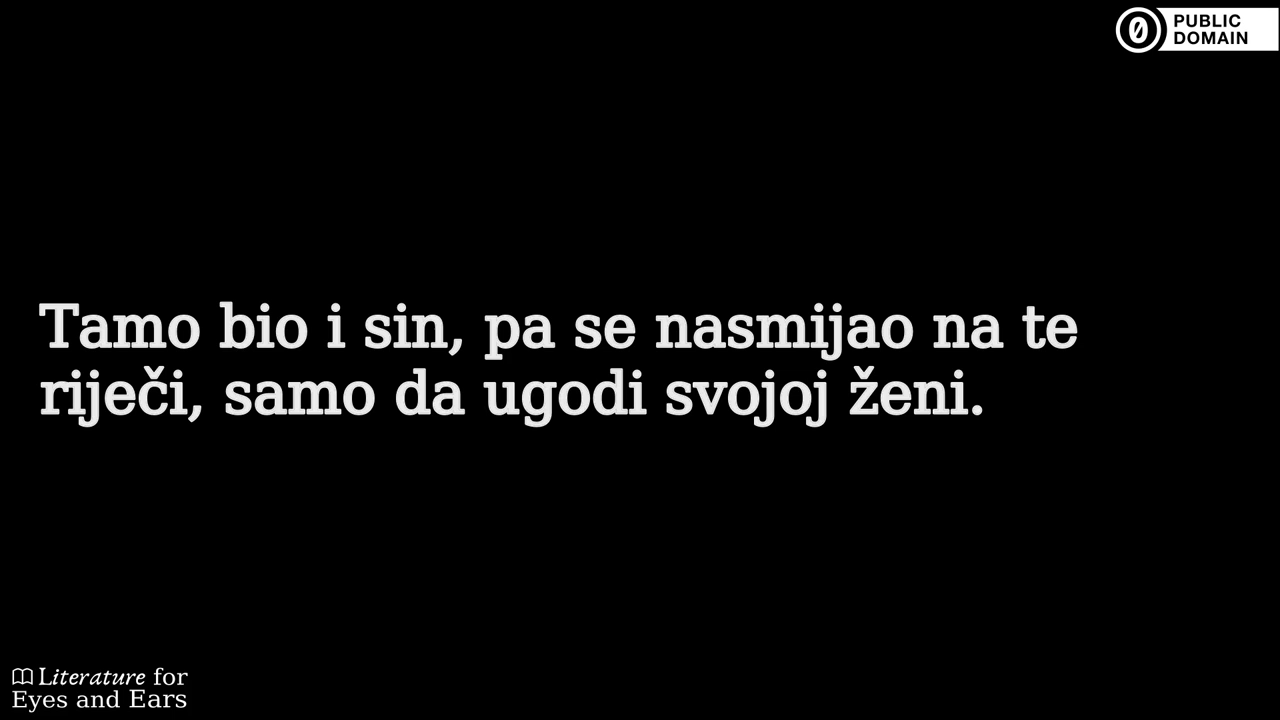 PUBLIC
DOMAIN
Tamo bio i sin, pa se nasmijao na te
riječi, samo da ugodi svojoj ženi.
Literature for
Eyes and Ears